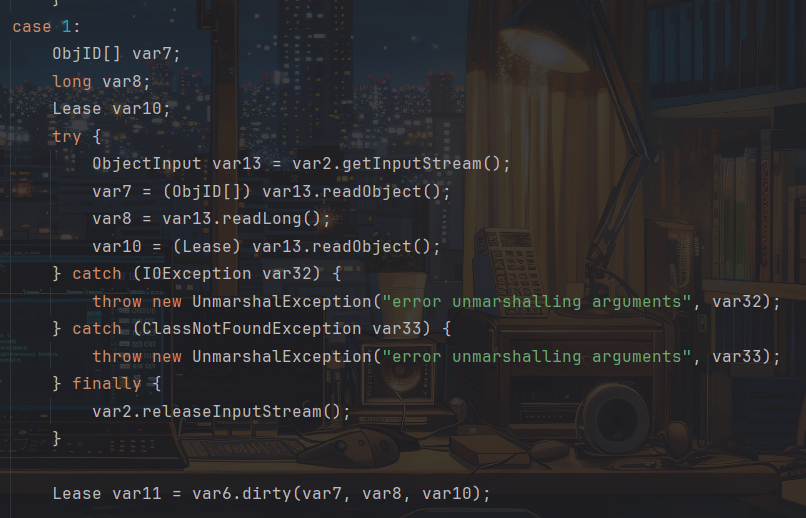 }
case 1:
    ObjID[] var7;
    long var8;
    Lease var10;
    try {
        ObjectInput var13 = var2.getInputStream();
        var7 = (ObjID[]) var13.readObject();
        var8 = var13.readLong();
        var10 = (Lease) var13.readObject();
    } catch (IOException var32) {
        throw new UnmarshalException("error unmarshalling arguments", var32);
    } catch (ClassNotFoundException var33) {
        throw new UnmarshalException("error unmarshalling arguments", var33);
    } finally {
        var2.releaseInputStream();
    }
    Lease var11 = var6.dirty(var7, var8, var10);